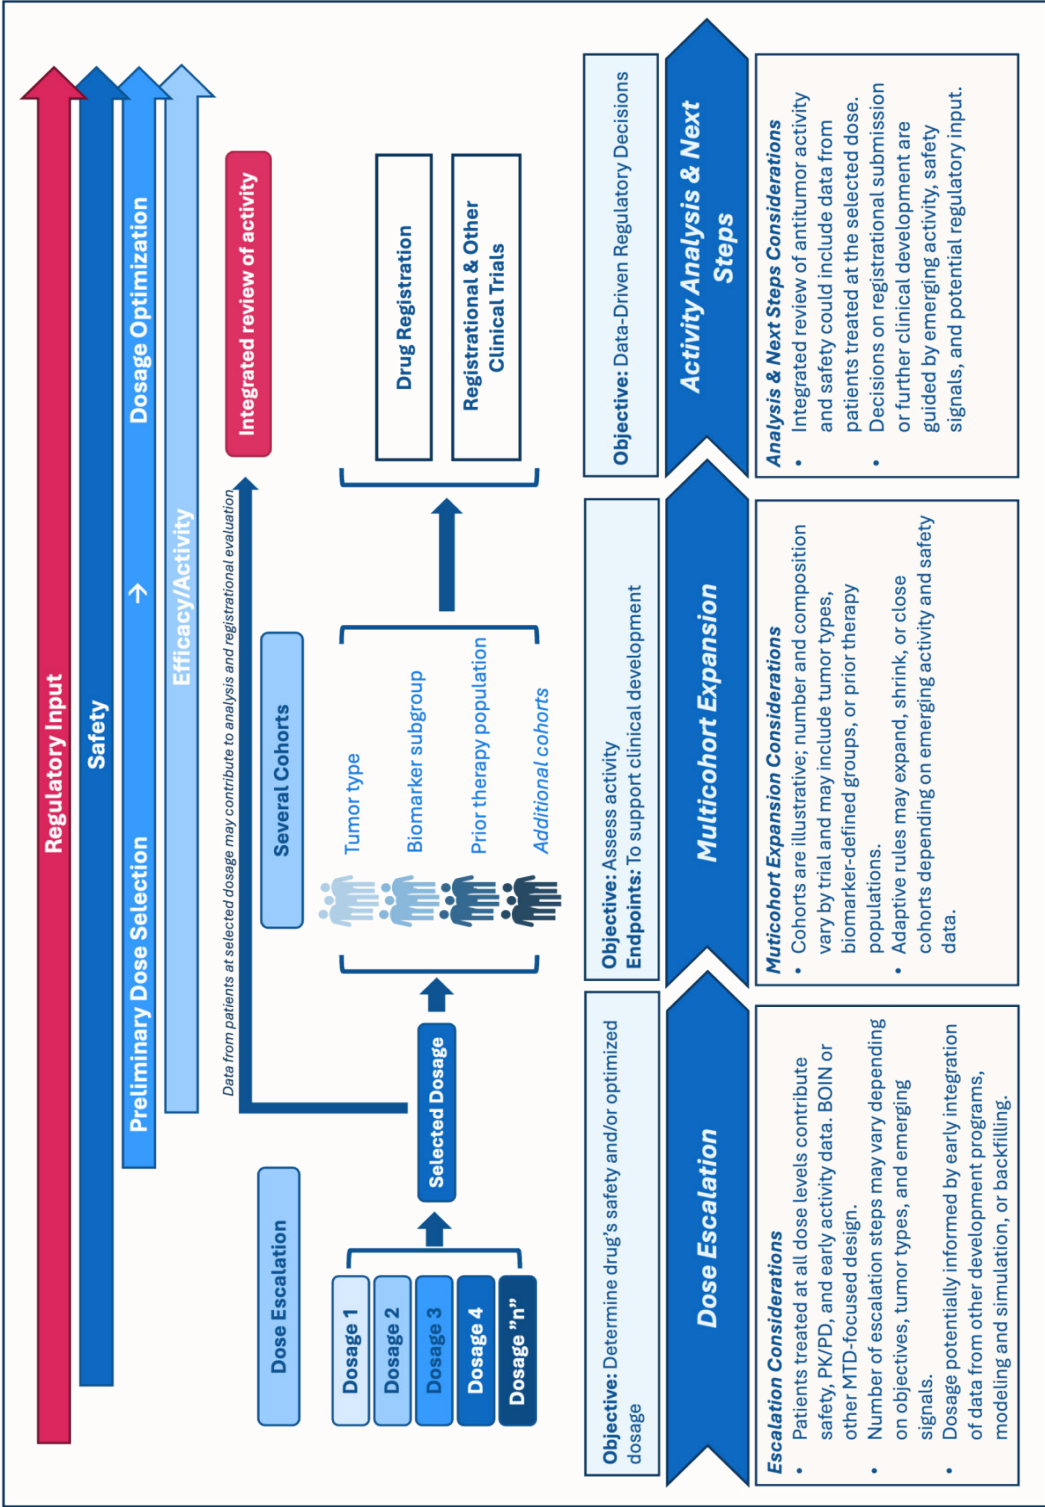 Regulatory Input
Safety
Preliminary Dose Selection → Dosage Optimization
Efficacy/Activity
Data from patients at selected dosage may contribute to analysis and registrational evaluation
Dose Escalation
Several Cohorts
Integrated review of activity
Dosage 1
Dosage 2
Dosage 3
Dosage 4
Dosage "n"
Selected Dosage
Tumor type
Biomarker subgroup
Prior therapy population
Additional cohorts
Drug Registration
Registrational & Other
Clinical Trials
Objective: Determine drug's safety and/or optimized
dosage
Objective: Assess activity
Endpoints: To support clinical development
Objective: Data-Driven Regulatory Decisions
Dose Escalation
Multicohort Expansion
Activity Analysis & Next
Steps
Escalation Considerations
• Patients treated at all dose levels contribute
safety, PK/PD, and early activity data. BOIN or
other MTD-focused design.
• Number of escalation steps may vary depending
on objectives, tumor types, and emerging
signals.
• Dosage potentially informed by early integration
of data from other development programs,
modeling and simulation, or backfilling.
Muticohort Expansion Considerations
• Cohorts are illustrative; number and composition
vary by trial and may include tumor types,
biomarker-defined groups, or prior therapy
populations.
• Adaptive rules may expand, shrink, or close
cohorts depending on emerging activity and safety
data.
Analysis & Next Steps Considerations
• Integrated review of antitumor activity
and safety could include data from
patients treated at the selected dose.
• Decisions on registrational submission
or further clinical development are
guided by emerging activity, safety
signals, and potential regulatory input.